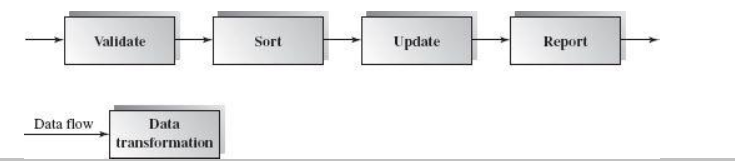 Validate
Sort
Update
Report
Data flow
Data
transformation